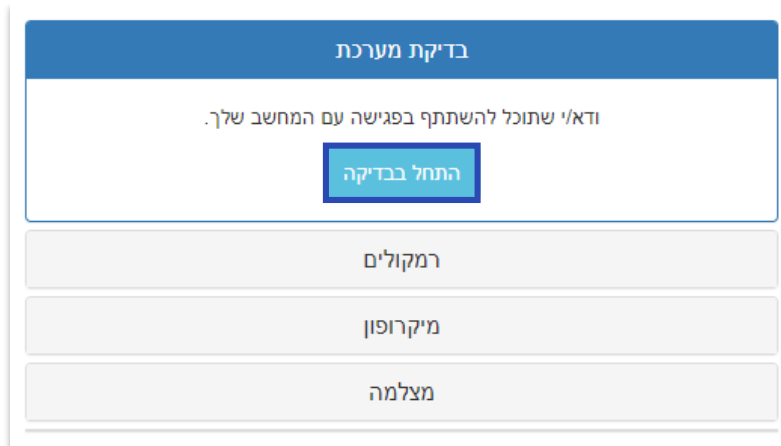 בדיקת מערכת
ודא/י שתוכל להשתתף בפגישה עם המחשב שלך.
התחל בבדיקה
רמקולים
מיקרופון
מצלמה